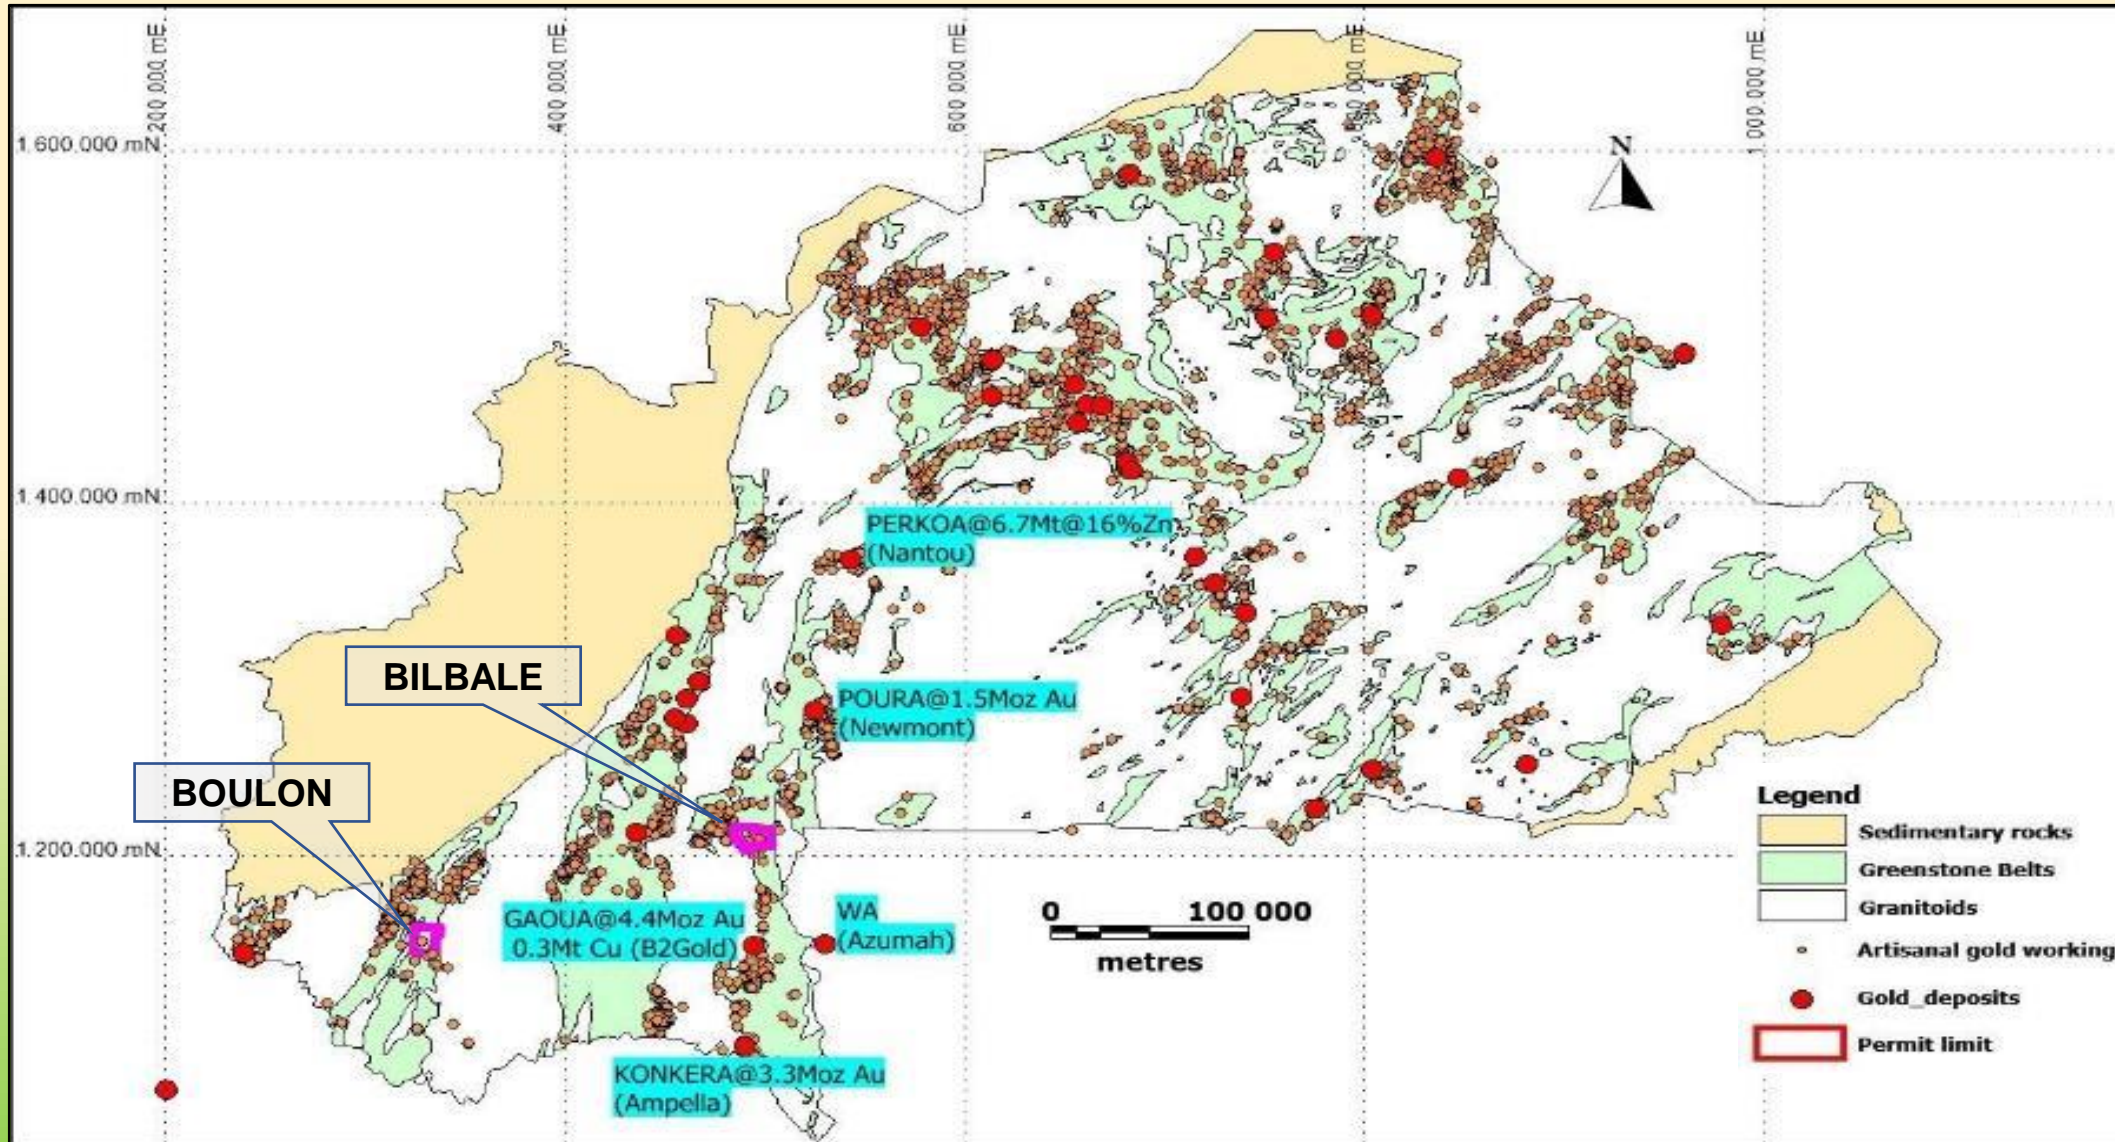 200 000 mE
400 000 mE
600 000 mE
mE
1 000 000 mE
1.600.000 mN
N
1.400.000 mN
PERKOA@6.7Mt@16%Zn
(Nantou)
BILBALE
POURA@1.5Moz Au
(Newmont)
BOULON
1.200.000 mN
GAOUA@4.4Moz Au
0.3Mt Cu (B2Gold)
WA
(Azumah)
KONKERA@3.3Moz Au
(Ampella)
0 100 000
metres
Legend
Sedimentary rocks
Greenstone Belts
Granitoids
Artisanal gold working
Gold_deposits
Permit limit